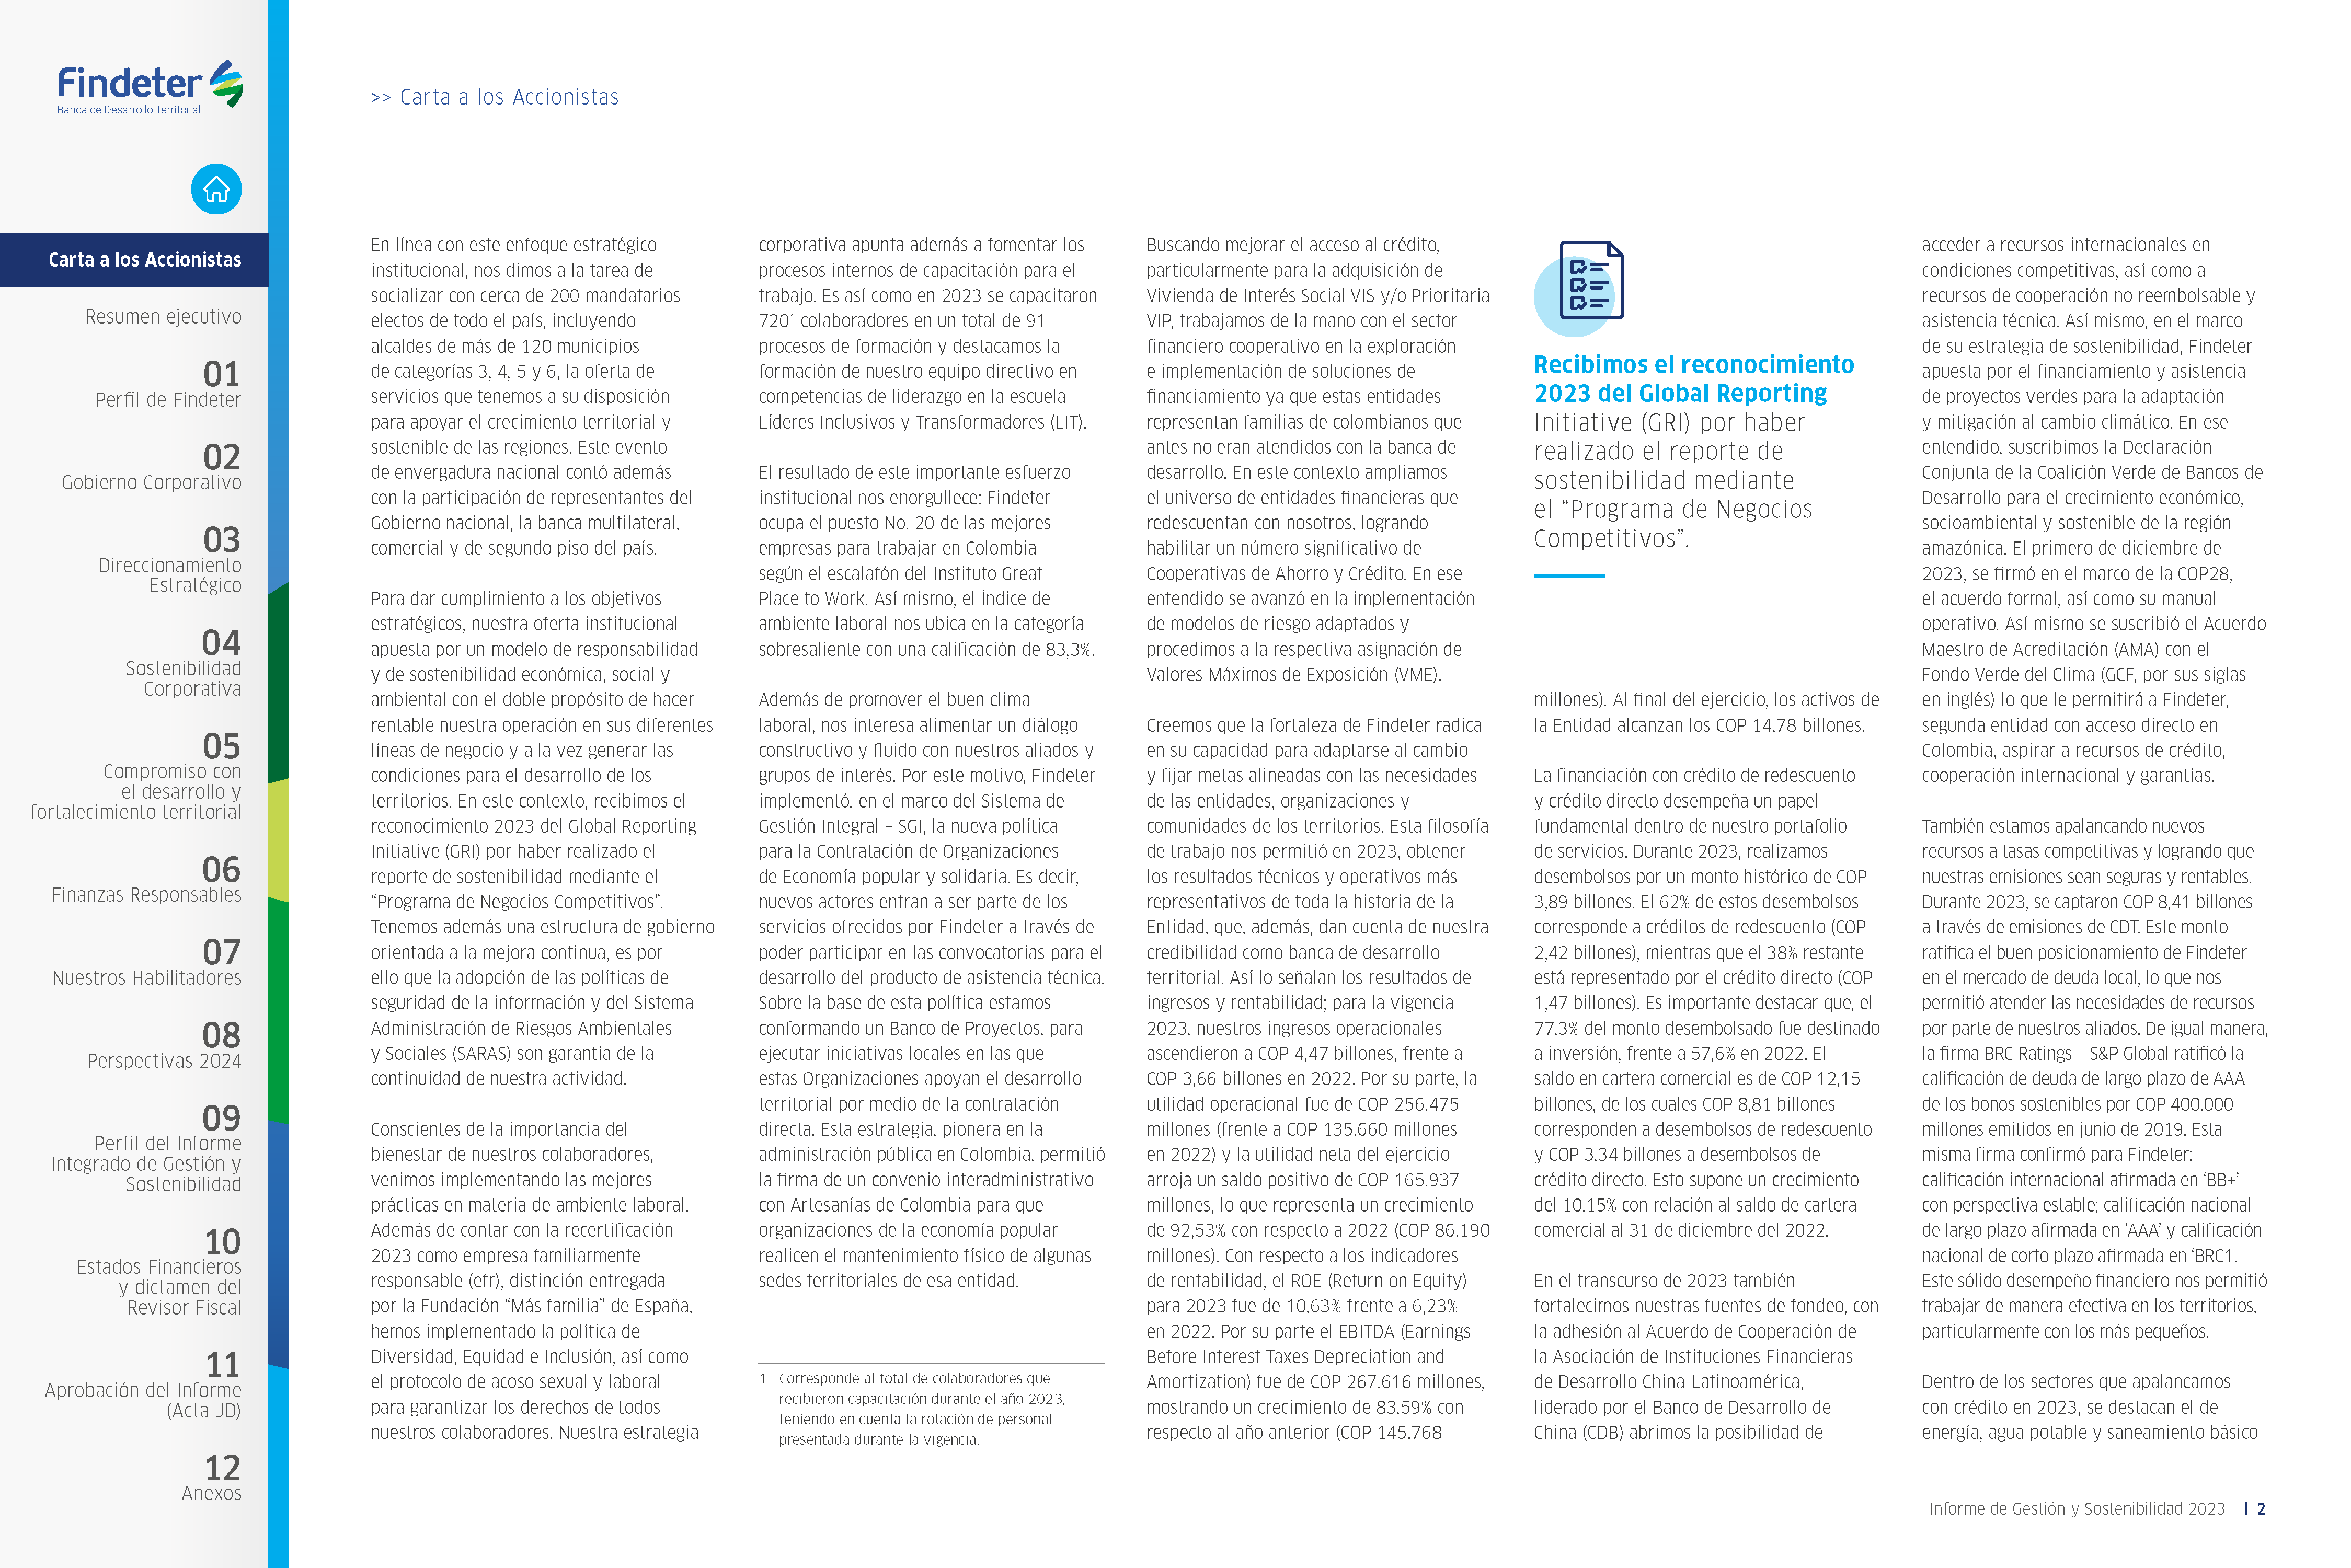 Findeter
Banca de Desarrollo Territorial
Carta a los Accionistas
Resumen ejecutivo
01
Perfil de Findeter
02
Gobierno Corporativo
03
Direccionamiento
Estratégico
04
Sostenibilidad
Corporativa
05
Compromiso con
el desarrollo y
fortalecimiento territorial
06
Finanzas Responsables
07
Nuestros Habilitadores
08
Perspectivas 2024
09
Perfil del Informe
Integrado de Gestión y
Sostenibilidad
10
Estados Financieros
y dictamen del
Revisor Fiscal
11
Aprobación del Informe
(Acta JD)
12
Anexos
>> Carta a los Accionistas
En línea con este enfoque estratégico
institucional, nos dimos a la tarea de
socializar con cerca de 200 mandatarios
electos de todo el país, incluyendo
alcaldes de más de 120 municipios
de categorías 3, 4, 5 y 6, la oferta de
servicios que tenemos a su disposición
para apoyar el crecimiento territorial y
sostenible de las regiones. Este evento
de envergadura nacional contó además
con la participación de representantes del
Gobierno nacional, la banca multilateral,
comercial y de segundo piso del país.
Para dar cumplimiento a los objetivos
estratégicos, nuestra oferta institucional
apuesta por un modelo de responsabilidad
y de sostenibilidad económica, social y
ambiental con el doble propósito de hacer
rentable nuestra operación en sus diferentes
líneas de negocio y a la vez generar las
condiciones para el desarrollo de los
territorios. En este contexto, recibimos el
reconocimiento 2023 del Global Reporting
Initiative (GRI) por haber realizado el
reporte de sostenibilidad mediante el
“Programa de Negocios Competitivos”.
Tenemos además una estructura de gobierno
orientada a la mejora continua, es por
ello que la adopción de las políticas de
seguridad de la información y del Sistema
Administración de Riesgos Ambientales
y Sociales (SARAS) son garantía de la
continuidad de nuestra actividad.
Conscientes de la importancia del
bienestar de nuestros colaboradores,
venimos implementando las mejores
prácticas en materia de ambiente laboral.
Además de contar con la recertificación
2023 como empresa familiarmente
responsable (efr), distinción entregada
por la Fundación “Más familia” de España,
hemos implementado la política de
Diversidad, Equidad e Inclusión, así como
el protocolo de acoso sexual y laboral
para garantizar los derechos de todos
nuestros colaboradores. Nuestra estrategia
corporativa apunta además a fomentar los
procesos internos de capacitación para el
trabajo. Es así como en 2023 se capacitaron
720¹ colaboradores en un total de 91
procesos de formación y destacamos la
formación de nuestro equipo directivo en
competencias de liderazgo en la escuela
Líderes Inclusivos y Transformadores (LIT).
El resultado de este importante esfuerzo
institucional nos enorgullece: Findeter
ocupa el puesto No. 20 de las mejores
empresas para trabajar en Colombia
según el escalafón del Instituto Great
Place to Work. Así mismo, el Índice de
ambiente laboral nos ubica en la categoría
sobresaliente con una calificación de 83,3%.
Además de promover el buen clima
laboral, nos interesa alimentar un diálogo
constructivo y fluido con nuestros aliados y
grupos de interés. Por este motivo, Findeter
implementó, en el marco del Sistema de
Gestión Integral – SGI, la nueva política
para la Contratación de Organizaciones
de Economía popular y solidaria. Es decir,
nuevos actores entran a ser parte de los
servicios ofrecidos por Findeter a través de
poder participar en las convocatorias para el
desarrollo del producto de asistencia técnica.
Sobre la base de esta política estamos
conformando un Banco de Proyectos, para
ejecutar iniciativas locales en las que
estas Organizaciones apoyan el desarrollo
territorial por medio de la contratación
directa. Esta estrategia, pionera en la
administración pública en Colombia, permitió
la firma de un convenio interadministrativo
con Artesanías de Colombia para que
organizaciones de la economía popular
realicen el mantenimiento físico de algunas
sedes territoriales de esa entidad.
1 Corresponde al total de colaboradores que
recibieron capacitación durante el año 2023,
teniendo en cuenta la rotación de personal
presentada durante la vigencia.
Buscando mejorar el acceso al crédito,
particularmente para la adquisición de
Vivienda de Interés Social VIS y/o Prioritaria
VIP, trabajamos de la mano con el sector
financiero cooperativo en la exploración
e implementación de soluciones de
financiamiento ya que estas entidades
representan familias de colombianos que
antes no eran atendidos con la banca de
desarrollo. En este contexto ampliamos
el universo de entidades financieras que
redescuentan con nosotros, logrando
habilitar un número significativo de
Cooperativas de Ahorro y Crédito. En ese
entendido se avanzó en la implementación
de modelos de riesgo adaptados y
procedimos a la respectiva asignación de
Valores Máximos de Exposición (VME).
Creemos que la fortaleza de Findeter radica
en su capacidad para adaptarse al cambio
y fijar metas alineadas con las necesidades
de las entidades, organizaciones y
comunidades de los territorios. Esta filosofía
de trabajo nos permitió en 2023, obtener
los resultados técnicos y operativos más
representativos de toda la historia de la
Entidad, que, además, dan cuenta de nuestra
credibilidad como banca de desarrollo
territorial. Así lo señalan los resultados de
ingresos y rentabilidad; para la vigencia
2023, nuestros ingresos operacionales
ascendieron a COP 4,47 billones, frente a
COP 3,66 billones en 2022. Por su parte, la
utilidad operacional fue de COP 256.475
millones (frente a COP 135.660 millones
en 2022) y la utilidad neta del ejercicio
arroja un saldo positivo de COP 165.937
millones, lo que representa un crecimiento
de 92,53% con respecto a 2022 (COP 86.190
millones). Con respecto a los indicadores
de rentabilidad, el ROE (Return on Equity)
para 2023 fue de 10,63% frente a 6,23%
en 2022. Por su parte el EBITDA (Earnings
Before Interest Taxes Depreciation and
Amortization) fue de COP 267.616 millones,
mostrando un crecimiento de 83,59% con
respecto al año anterior (COP 145.768
Recibimos el reconocimiento
2023 del Global Reporting
Initiative (GRI) por haber
realizado el reporte de
sostenibilidad mediante
el “Programa de Negocios
Competitivos”.
millones). Al final del ejercicio, los activos de
la Entidad alcanzan los COP 14,78 billones.
La financiación con crédito de redescuento
y crédito directo desempeña un papel
fundamental dentro de nuestro portafolio
de servicios. Durante 2023, realizamos
desembolsos por un monto histórico de COP
3,89 billones. El 62% de estos desembolsos
corresponde a créditos de redescuento (COP
2,42 billones), mientras que el 38% restante
está representado por el crédito directo (COP
1,47 billones). Es importante destacar que, el
77,3% del monto desembolsado fue destinado
a inversión, frente a 57,6% en 2022. El
saldo en cartera comercial es de COP 12,15
billones, de los cuales COP 8,81 billones
corresponden a desembolsos de redescuento
y COP 3,34 billones a desembolsos de
crédito directo. Esto supone un crecimiento
del 10,15% con relación al saldo de cartera
comercial al 31 de diciembre del 2022.
En el transcurso de 2023 también
fortalecimos nuestras fuentes de fondeo, con
la adhesión al Acuerdo de Cooperación de
la Asociación de Instituciones Financieras
de Desarrollo China-Latinoamérica,
liderado por el Banco de Desarrollo de
China (CDB) abrimos la posibilidad de
acceder a recursos internacionales en
condiciones competitivas, así como a
recursos de cooperación no reembolsable y
asistencia técnica. Así mismo, en el marco
de su estrategia de sostenibilidad, Findeter
apuesta por el financiamiento y asistencia
de proyectos verdes para la adaptación
y mitigación al cambio climático. En ese
entendido, suscribimos la Declaración
Conjunta de la Coalición Verde de Bancos de
Desarrollo para el crecimiento económico,
socioambiental y sostenible de la región
amazónica. El primero de diciembre de
2023, se firmó en el marco de la COP28,
el acuerdo formal, así como su manual
operativo. Así mismo se suscribió el Acuerdo
Maestro de Acreditación (AMA) con el
Fondo Verde del Clima (GCF, por sus siglas
en inglés) lo que le permitirá a Findeter,
segunda entidad con acceso directo en
Colombia, aspirar a recursos de crédito,
cooperación internacional y garantías.
También estamos apalancando nuevos
recursos a tasas competitivas y logrando que
nuestras emisiones sean seguras y rentables.
Durante 2023, se captaron COP 8,41 billones
a través de emisiones de CDT. Este monto
ratifica el buen posicionamiento de Findeter
en el mercado de deuda local, lo que nos
permitió atender las necesidades de recursos
por parte de nuestros aliados. De igual manera,
la firma BRC Ratings – S&P Global ratificó la
calificación de deuda de largo plazo de AAA
de los bonos sostenibles por COP 400.000
millones emitidos en junio de 2019. Esta
misma firma confirmó para Findeter:
calificación internacional afirmada en ‘BB+’
con perspectiva estable; calificación nacional
de largo plazo afirmada en ‘AAA’ y calificación
nacional de corto plazo afirmada en ‘BRC1.
Este sólido desempeño financiero nos permitió
trabajar de manera efectiva en los territorios,
particularmente con los más pequeños.
Dentro de los sectores que apalancamos
con crédito en 2023, se destacan el de
energía, agua potable y saneamiento básico
Informe de Gestión y Sostenibilidad 2023 | 2